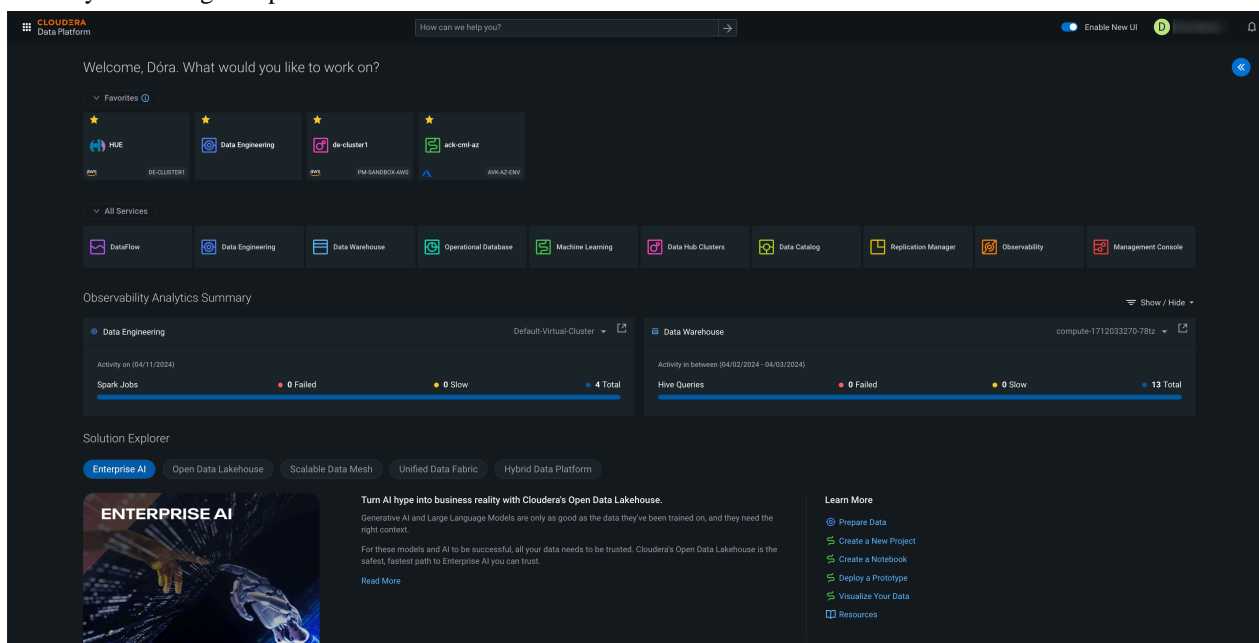 CLOUDERA
Data Platform
How can we help you?
Enable New UI
D
Welcome, Dóra. What would you like to work on?
Favorites
HUE
aws
DE-CLUSTER1
Data Engineering
de-cluster1
aws
PM-SANDBOX-AWS
ack-cml-az
AVK-AZ-ENV
All Services
DataFlow
Data Engineering
Data Warehouse
Operational Database
Machine Learning
Data Hub Clusters
Data Catalog
Replication Manager
Observability
Management Console
Observability Analytics Summary
Show / Hide
Data Engineering
Default-Virtual-Cluster
Activity on (04/11/2024)
Spark Jobs
0 Failed
0 Slow
4 Total
Data Warehouse
compute-1712033270-78tz
Activity in between (04/02/2024 - 04/03/2024)
Hive Queries
0 Failed
0 Slow
13 Total
Solution Explorer
Enterprise AI
Open Data Lakehouse
Scalable Data Mesh
Unified Data Fabric
Hybrid Data Platform
ENTERPRISE AI
Turn AI hype into business reality with Cloudera's Open Data Lakehouse.
Generative AI and Large Language Models are only as good as the data they've been trained on, and they need the
right context.
For these models and AI to be successful, all your data needs to be trusted. Cloudera's Open Data Lakehouse is the
safest, fastest path to Enterprise AI you can trust.
Read More
Learn More
Prepare Data
Create a New Project
Create a Notebook
Deploy a Prototype
Visualize Your Data
Resources